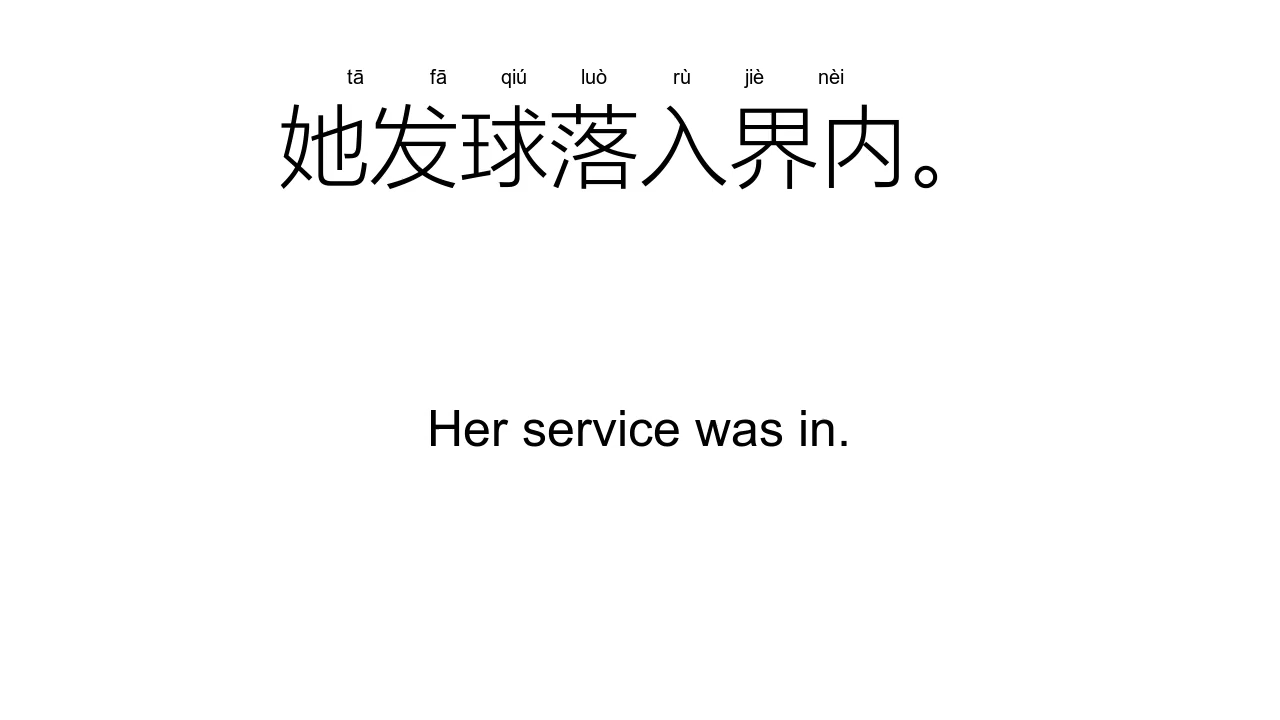 tā fā qiú luò rù jiè nèi
她发球落入界内。
Her service was in.